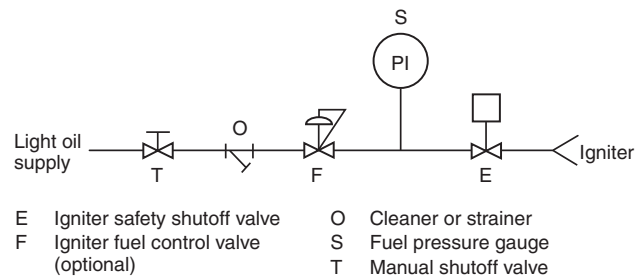 S
PI
O
Light oil
supply
Igniter
T
F
E
E Igniter safety shutoff valve
F Igniter fuel control valve
(optional)
O Cleaner or strainer
S Fuel pressure gauge
T Manual shutoff valve